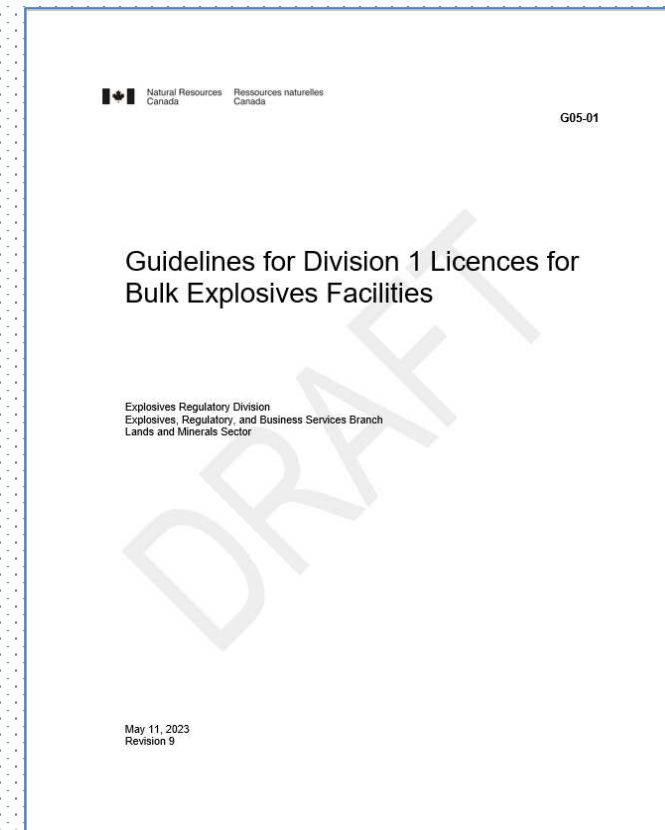 Natural Resources Canada
Ressources naturelles Canada
G05-01
Guidelines for Division 1 Licences for
Bulk Explosives Facilities
DRAFT
Explosives Regulatory Division
Explosives, Regulatory, and Business Services Branch
Lands and Minerals Sector
May 11, 2023
Revision 9